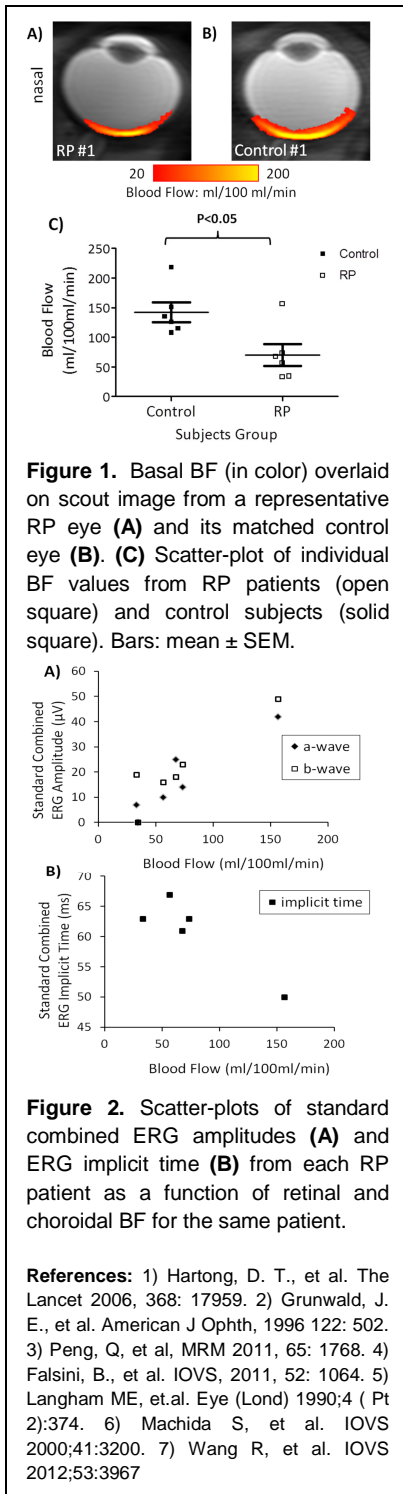 A)
B)
nasal
RP #1
Control #1
20
200
Blood Flow: ml/100 ml/min
C)
P<0.05
Control
RP
250
200
150
100
50
0
Blood Flow
(ml/100ml/min)
Control
RP
Subjects Group
Figure 1. Basal BF (in color) overlaid
on scout image from a representative
RP eye (A) and its matched control
eye (B). (C) Scatter-plot of individual
BF values from RP patients (open
square) and control subjects (solid
square). Bars: mean ± SEM.
A)
60
50
40
30
20
10
0
Standard Combined
ERG Amplitude (µV)
a-wave
b-wave
0
50
100
150
200
Blood Flow (ml/100ml/min)
B)
70
65
60
55
50
45
Standard Combined
ERG Implicit Time (ms)
implicit time
0
50
100
150
200
Blood Flow (ml/100ml/min)
Figure 2. Scatter-plots of standard
combined ERG amplitudes (A) and
ERG implicit time (B) from each RP
patient as a function of retinal and
choroidal BF for the same patient.
References: 1) Hartong, D. T., et al. The
Lancet 2006, 368: 17959. 2) Grunwald, J.
E., et al. American J Ophth, 1996 122: 502.
3) Peng, Q, et al, MRM 2011, 65: 1768. 4)
Falsini, B., et al. IOVS, 2011, 52: 1064. 5)
Langham ME, et.al. Eye (Lond) 1990;4 ( Pt
2):374. 6) Machida S, et al. IOVS
2000;41:3200. 7) Wang R, et al. IOVS
2012;53:3967